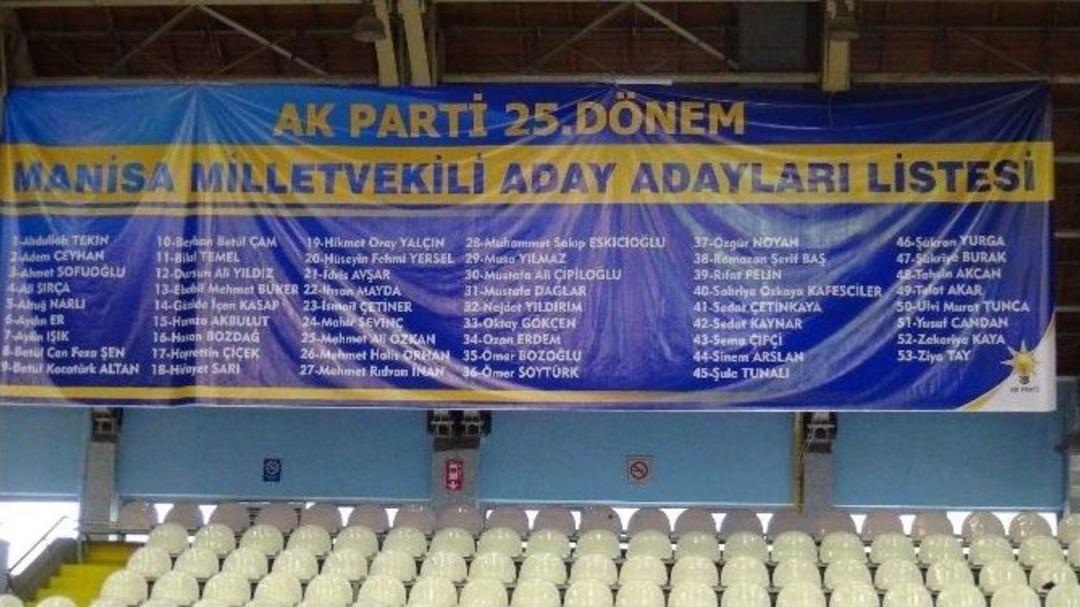 AK PARTİ 25.DÖNEM
MANİSA MİLLETVEKİLİ ADAY ADAYLARI LİSTESİ
1-Abdullah TEKİN
2-Adem CEYHAN
3-Ahmet SOFUOĞLU
4-Ali SIRÇA
5-Altuğ NARLI
6-Aydın ER
7-Aydın IŞIK
8-Betül Can Feza ŞEN
9-Betül Kocatürk ALTAN
10-Beyhan Betül ÇAM
11-Bilal TEMEL
12-Dursun Ali YILDIZ
13-Mehmet BÜKER
14-KASAP
15-Hamza AKBULUT
16-Hasan BOZDAĞ
17-Hayrettin ÇİÇEK
18-Hidayet SARI
19-Hikmet Oray YALÇIN
20-Hüseyin Fehmi YERSEL
21-İdris AVŞAR
22-İhsan MAYDA
23-İsmail ÇETİNER
24-Mahir SEVİNÇ
25-Mehmet Ali ÖZKAN
26-Mehmet Halis ORHAN
27-Mehmet Rıdvan İNAN
28-Muhammet Sakıp ESKİCİOĞLU
29-Musa YILMAZ
30-Mustafa Ali ÇİPİLOGLU
31-Mustafa DAĞLAR
32-Nejdet YILDIRIM
33-Oktay GÖKÇEN
34-Ozan ERDEM
35-Ömer BOZOĞLU
36-Ömer SOYTÜRK
37-Özgür NOYAN
38-Ramazan Şerif BAŞ
39-Rıfat PELİN
40-Sabriye Özkaya KAFESCİLER
41-Sedat ÇETİNKAYA
42-Sedat KAYNAR
43-Sema ÇİFÇİ
44-Sinem ARSLAN
45-Şule TUNALI
46-Şükran YURGA
47-Şükriye BURAK
48-Tahsin AKCAN
49-Talat AKAR
50-Ülvi Murat TUNCA
51-Yusuf CANDAN
52-Zekeriya KAYA
53-Ziya TAY
AK PARTİ